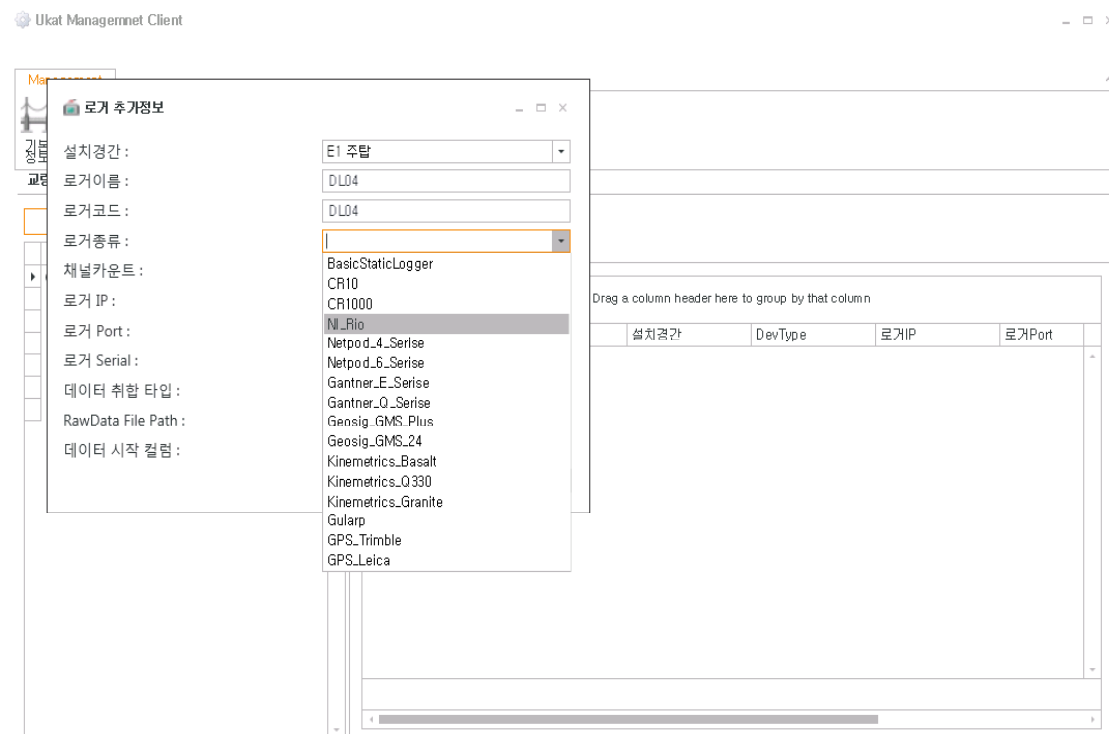 Ukat Managemnet Client
로거 추가정보
기본
정보
설치경간 :
E1 주탑
로거이름 :
DL04
로거코드 :
DL04
로거종류 :
채널카운트 :
로거 IP :
로거 Port :
로거 Serial :
데이터 취합 타입 :
RawData File Path :
데이터 시작 컬럼 :
BasicStaticLogger
CR10
CR1000
NI_Rio
Netpod_4_Serise
Netpod_6_Serise
Gantner_E_Serise
Gantner_Q_Serise
Geosig_GMS_Plus
Geosig_GMS_24
Kinemetrics_Basalt
Kinemetrics_Q330
Kinemetrics_Granite
Gularp
GPS_Trimble
GPS_Leica
Drag a column header here to group by that column
설치경간 DevType 로거IP 로거Port